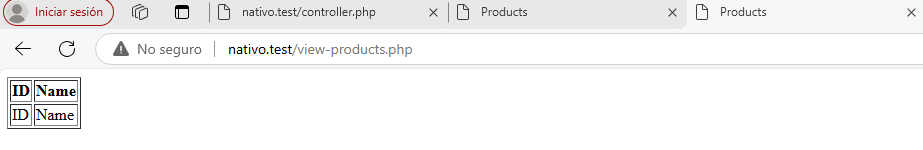 Iniciar sesión
nativo.test/controller.php
Products
Products
No seguro
nativo.test/view-products.php
ID Name
ID Name